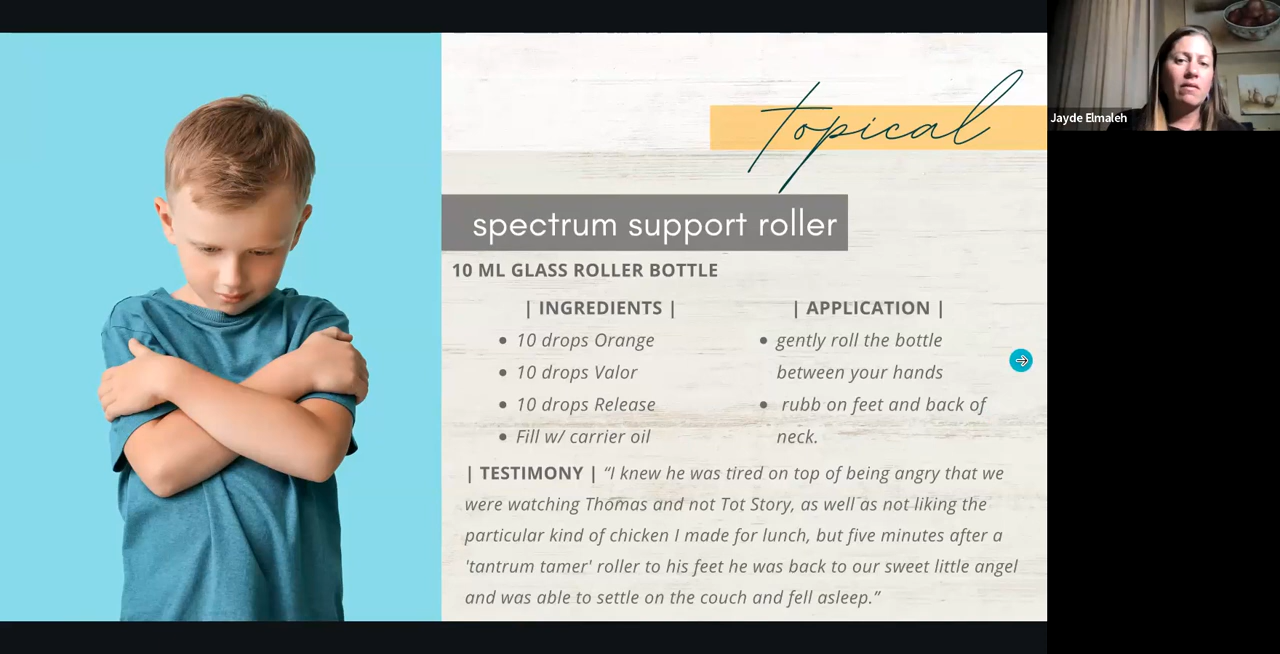 topical
spectrum support roller
10 ML GLASS ROLLER BOTTLE
| INGREDIENTS |
10 drops Orange
10 drops Valor
10 drops Release
Fill w/ carrier oil
| APPLICATION |
gently roll the bottle
between your hands
rubb on feet and back of
neck.
| TESTIMONY | “I knew he was tired on top of being angry that we
were watching Thomas and not Tot Story, as well as not liking the
particular kind of chicken I made for lunch, but five minutes after a
'tantrum tamer' roller to his feet he was back to our sweet little angel
and was able to settle on the couch and fell asleep.”
Jayde Elmaleh